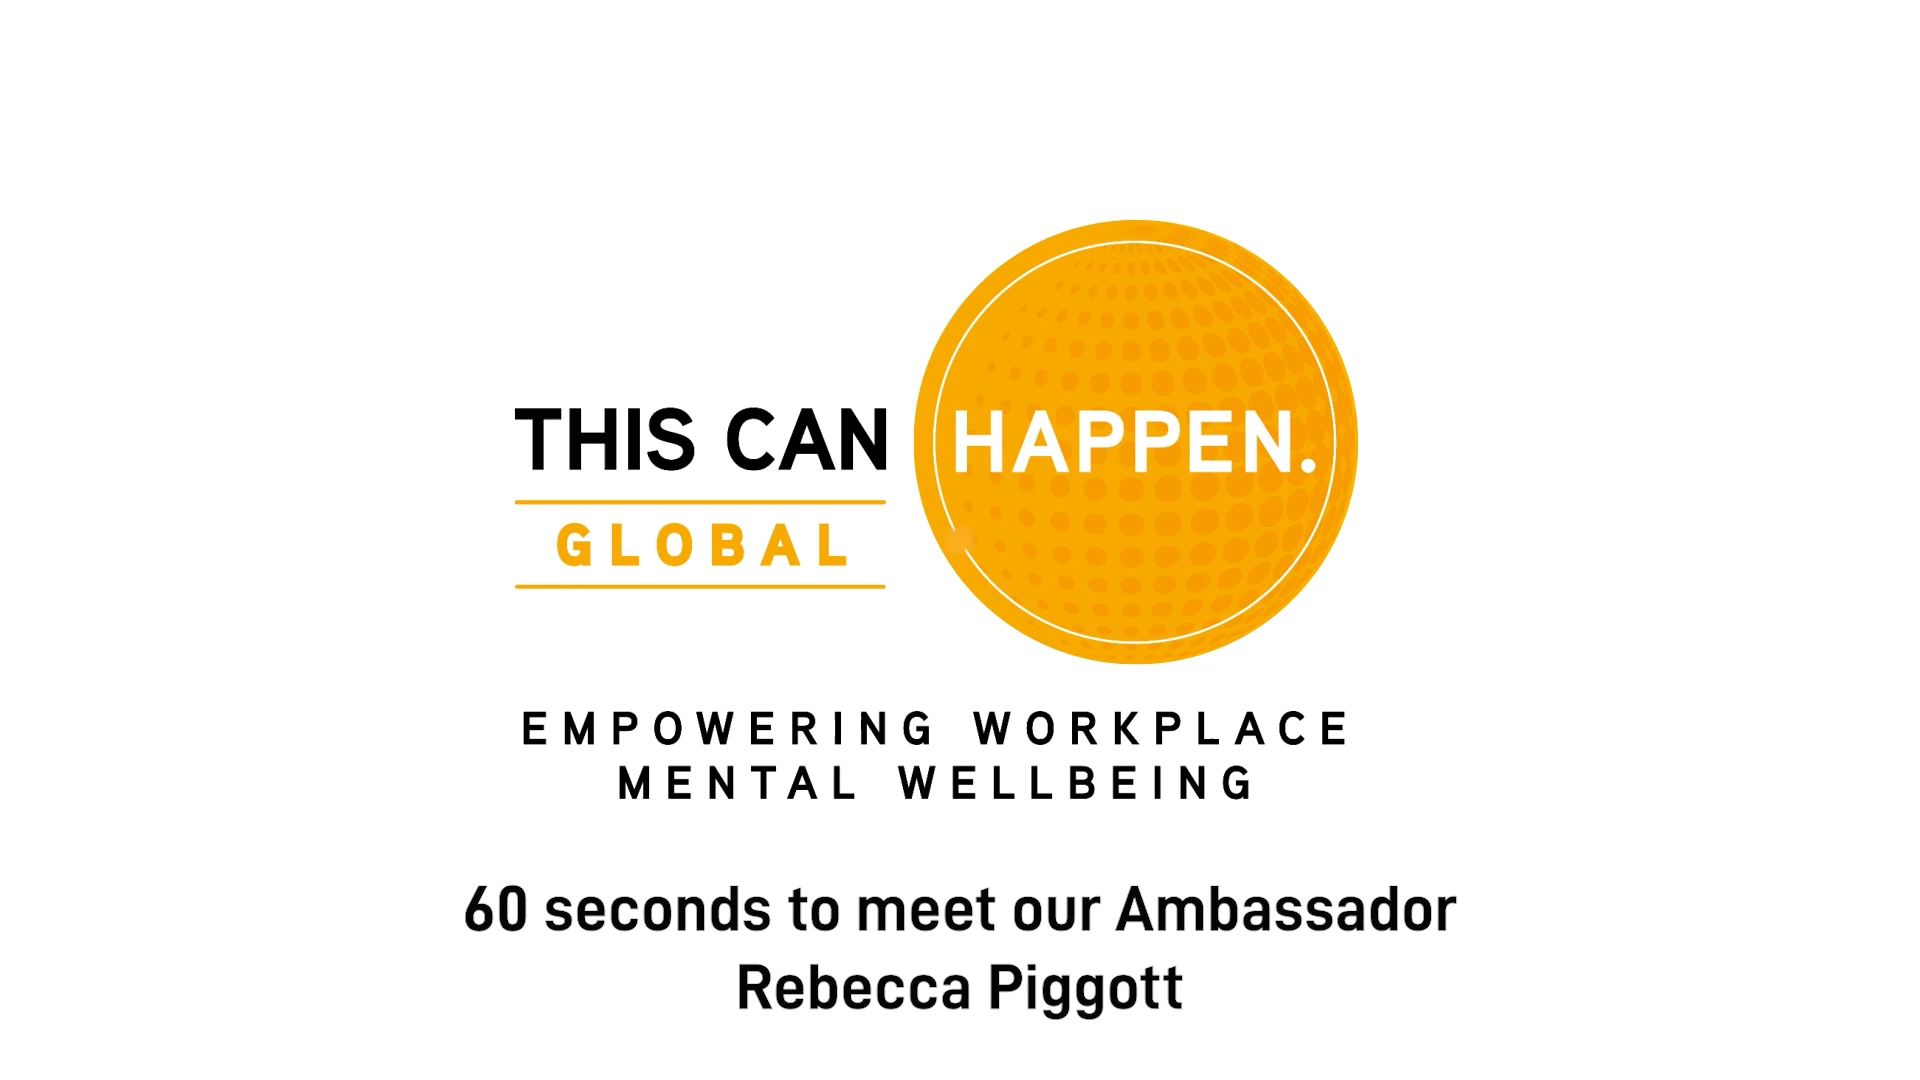 THIS CAN HAPPEN.
GLOBAL
EMPOWERING WORKPLACE
MENTAL WELLBEING
60 seconds to meet our Ambassador
Rebecca Piggott